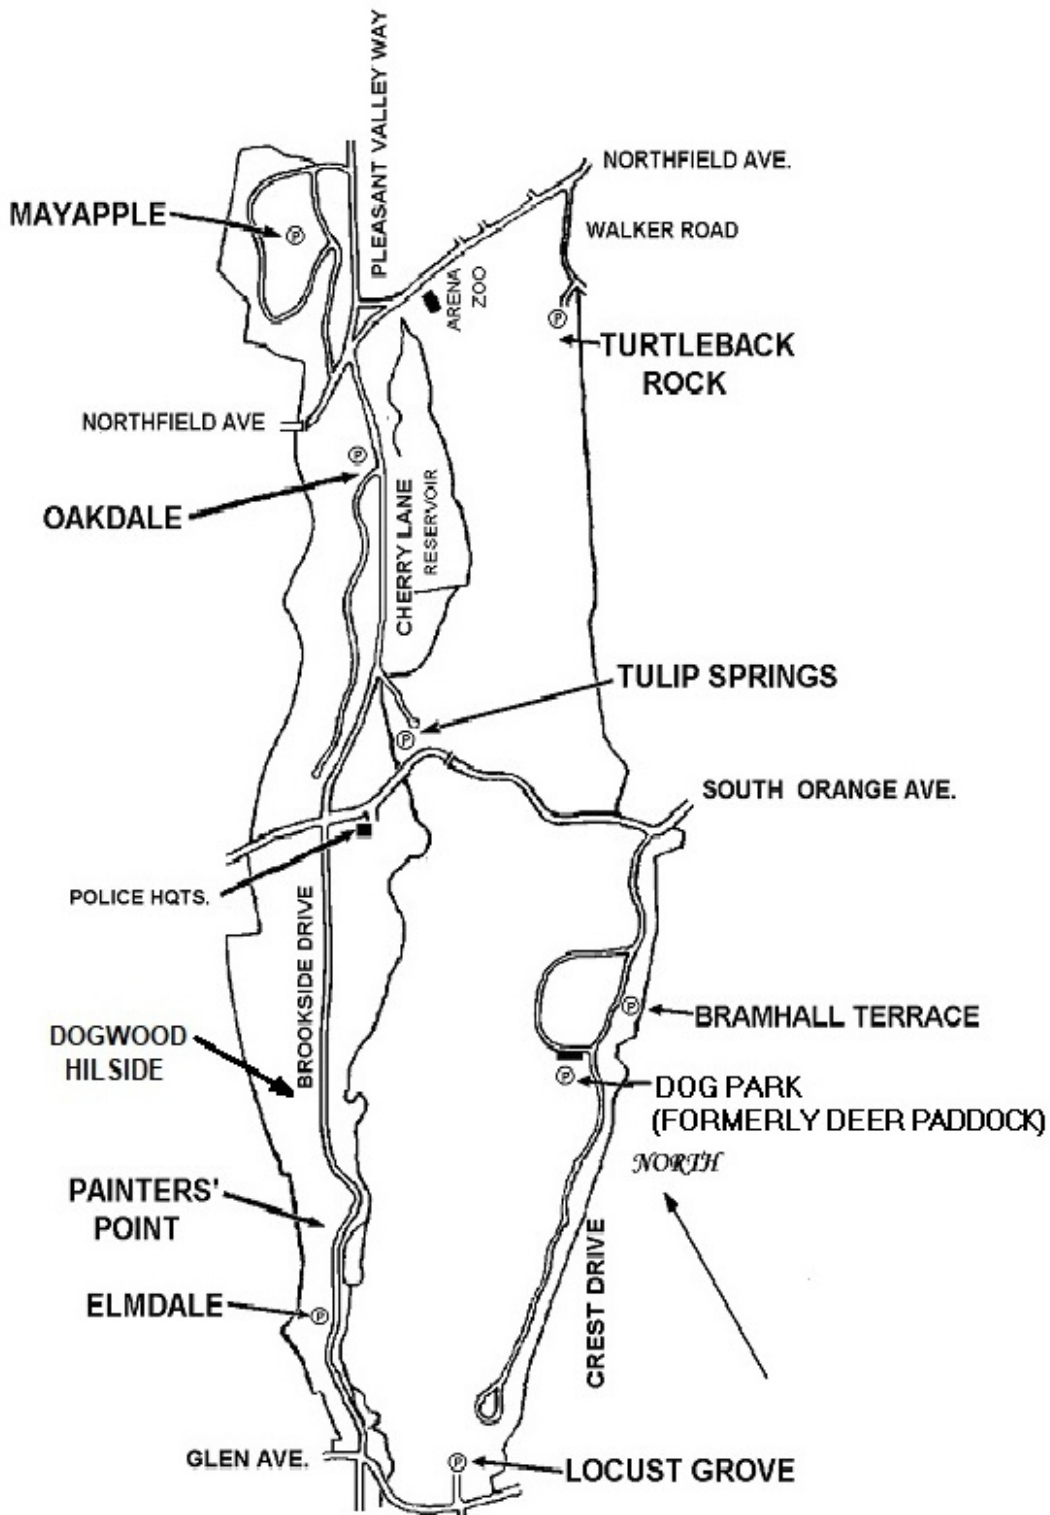 PLEASANT VALLEY WAY
NORTHFIELD AVE.
MAYAPPLE
P
WALKER ROAD
ARENA
ZOO
P
TURTLEBACK
ROCK
NORTHFIELD AVE
P
OAKDALE
CHERRY LANE
RESERVOIR
TULIP SPRINGS
P
SOUTH ORANGE AVE.
POLICE HQTS.
BROOKSIDE DRIVE
P
BRAMHALL TERRACE
DOGWOOD
HILSIDE
P
DOG PARK
(FORMERLY DEER PADDOCK)
NORTH
PAINTERS'
POINT
CREST DRIVE
ELMDALE
P
GLEN AVE.
P
LOCUST GROVE